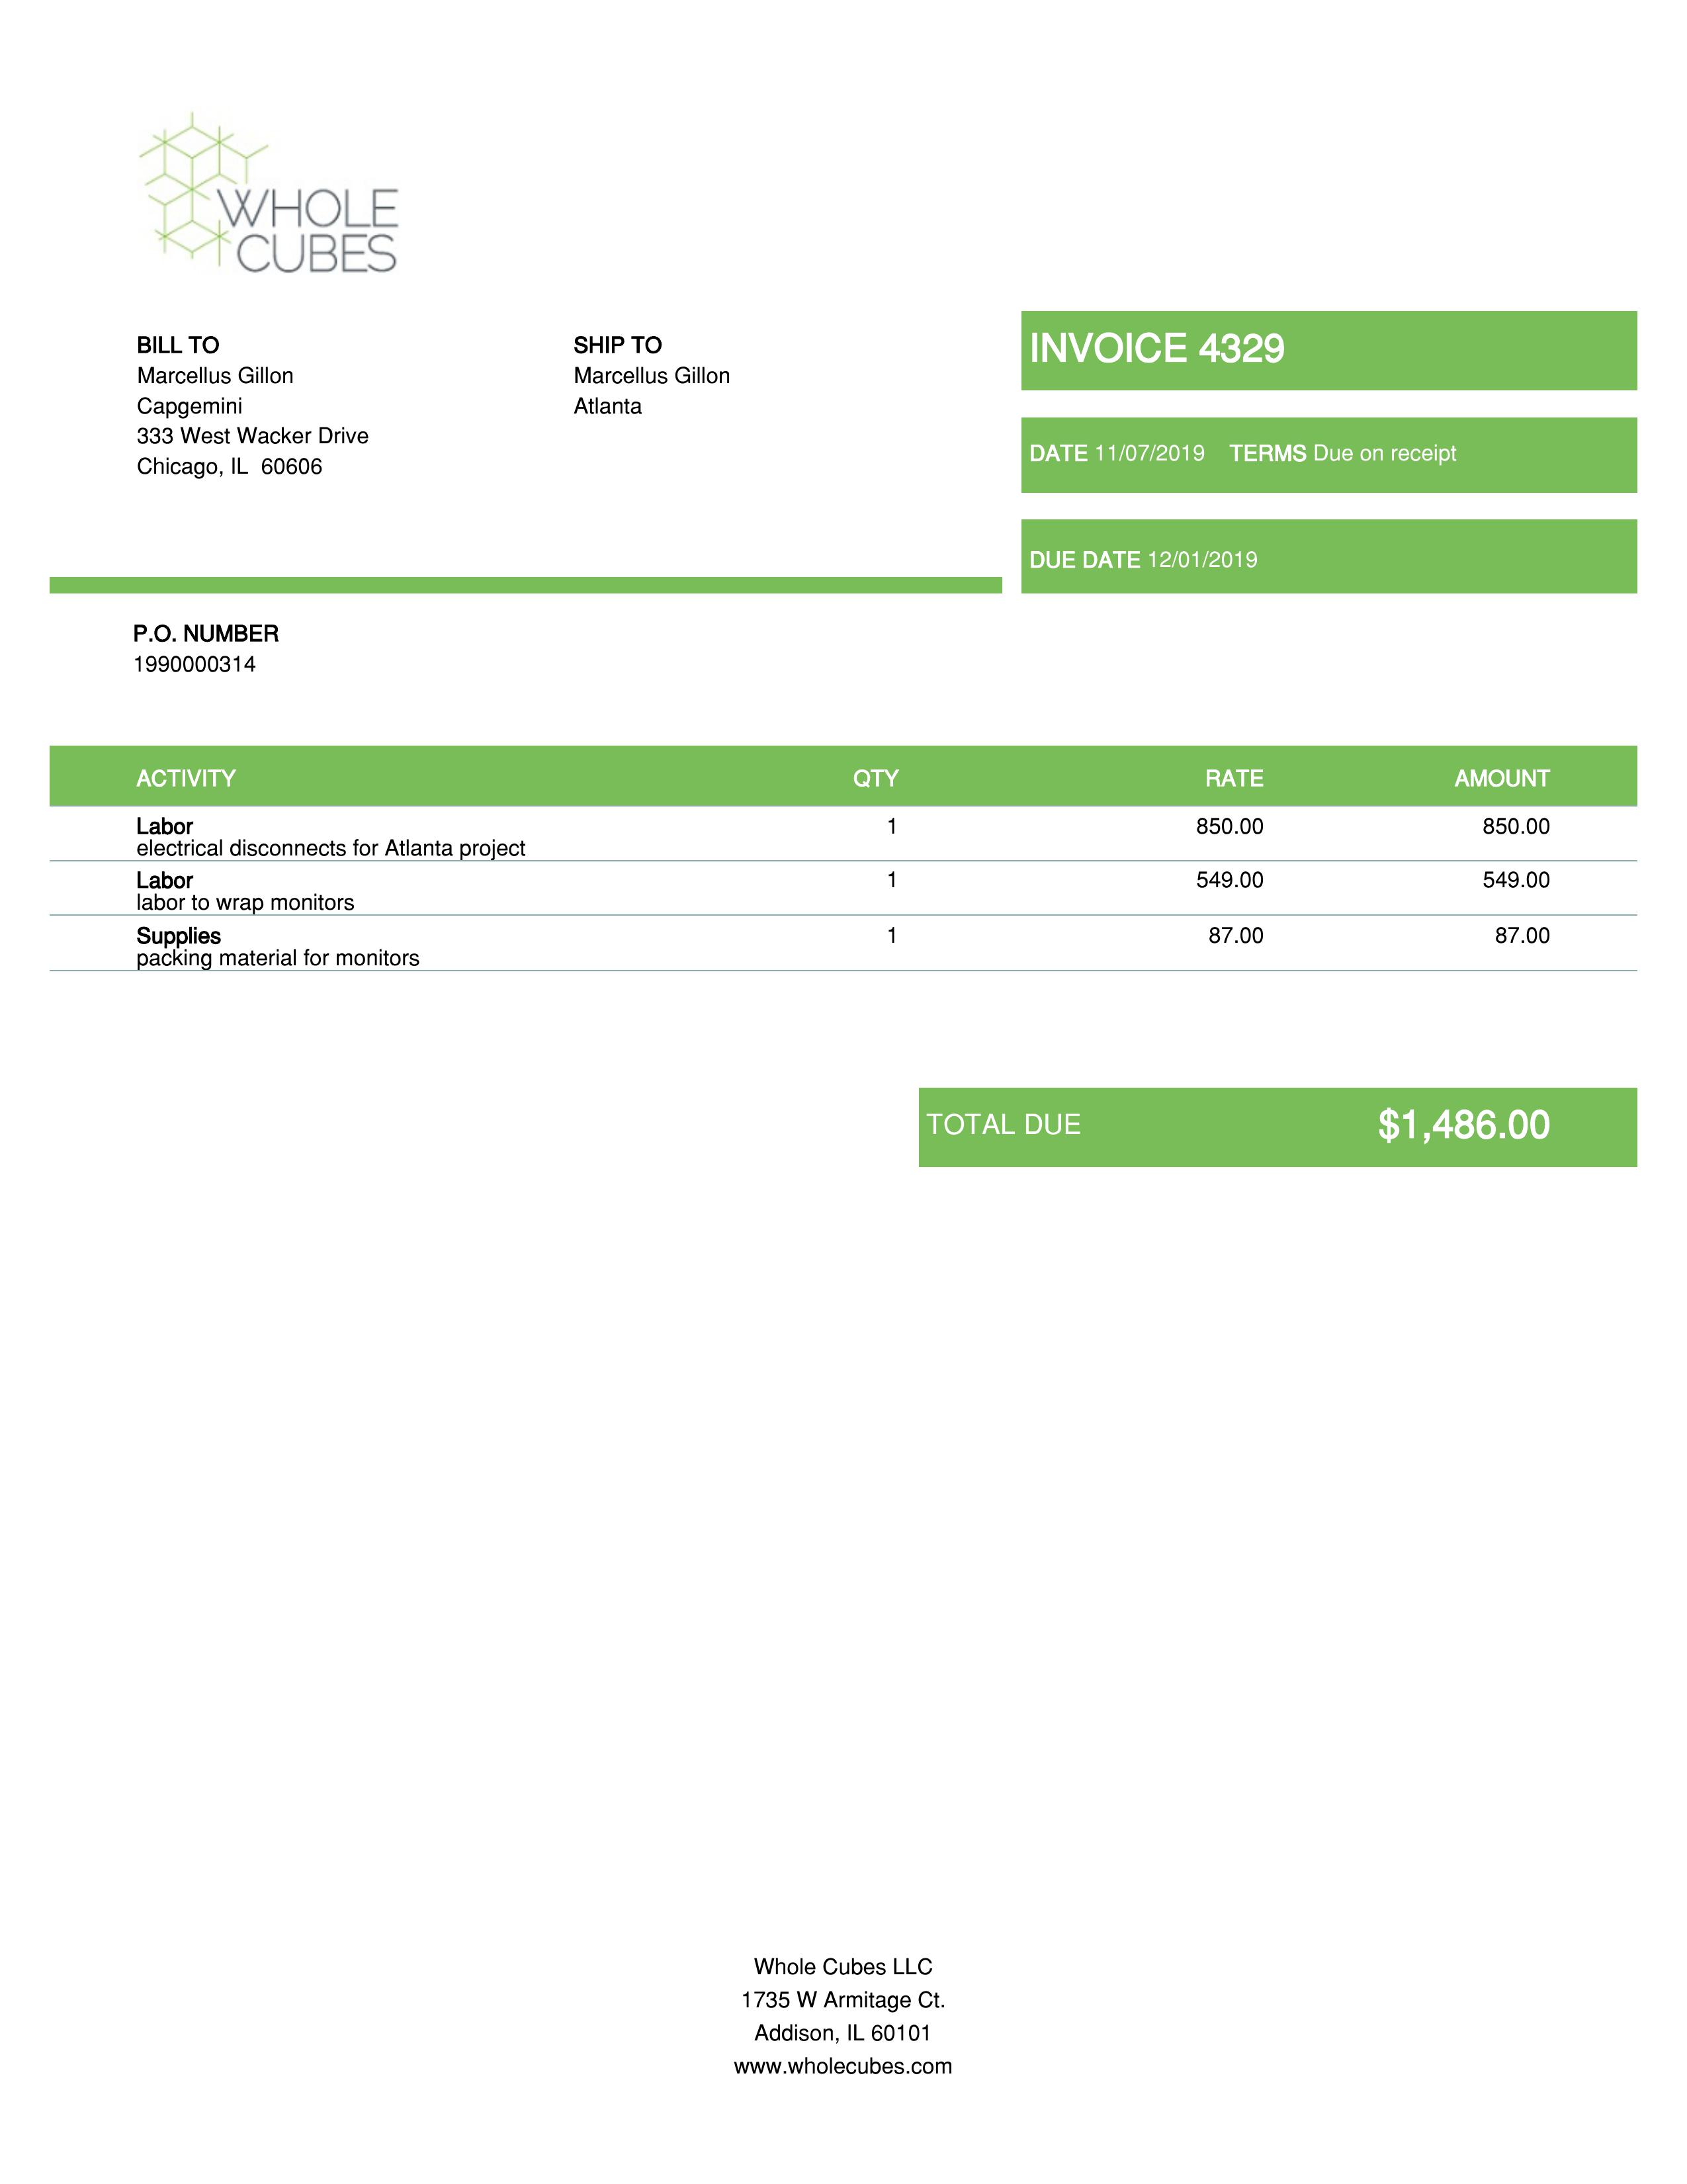 WHOLE
CUBES
BILL TO
Marcellus Gillon
Capgemini
333 West Wacker Drive
Chicago, IL  60606
SHIP TO
Marcellus Gillon
Atlanta
INVOICE 4329
DATE 11/07/2019 TERMS Due on receipt
DUE DATE 12/01/2019
P.O. NUMBER
1990000314
ACTIVITY QTY RATE AMOUNT
Labor 1 850.00 850.00
electrical disconnects for Atlanta project
Labor 1 549.00 549.00
labor to wrap monitors
Supplies 1 87.00 87.00
packing material for monitors
TOTAL DUE $1,486.00
Whole Cubes LLC
1735 W Armitage Ct.
Addison, IL 60101
www.wholecubes.com